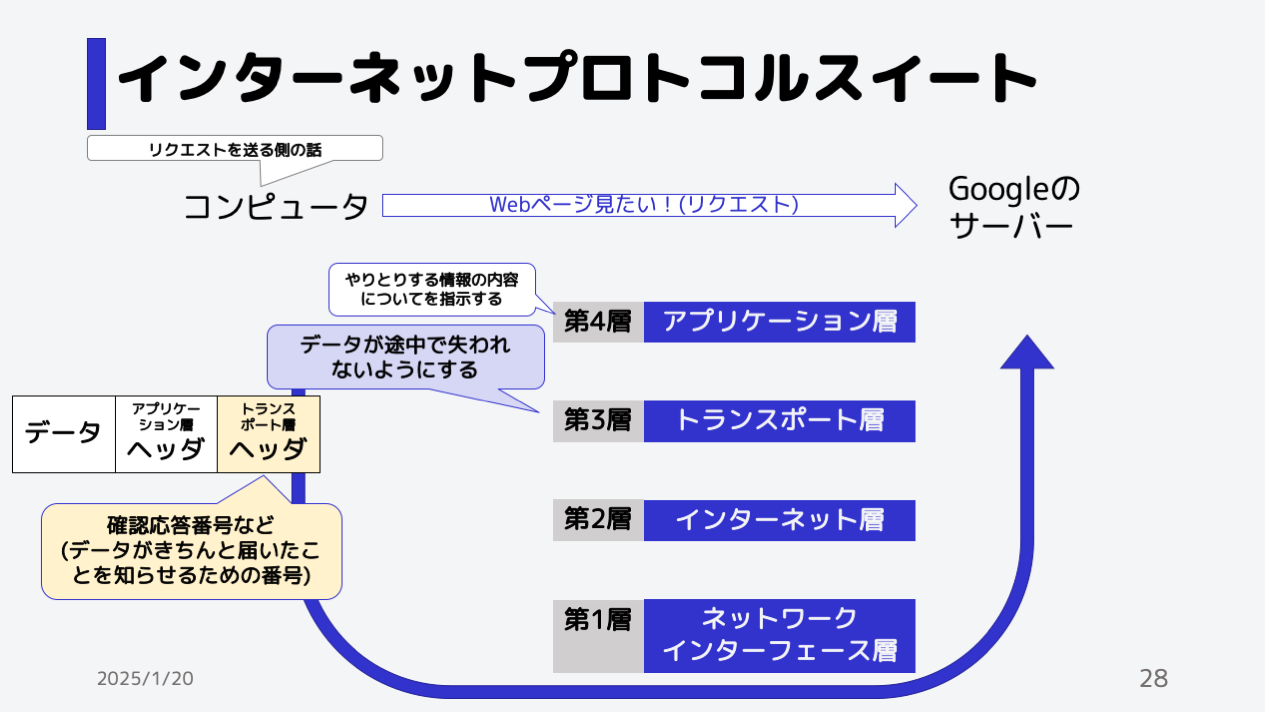 インターネットプロトコルスイート
リクエストを送る側の話
コンピュータ
Webページ見たい！(リクエスト)
Googleの
サーバー
やりとりする情報の内容
についてを指示する
第4層
アプリケーション層
データが途中で失われ
ないようにする
第3層
トランスポート層
データ
アプリケー
ション層
ヘッダ
トランス
ポート層
ヘッダ
第2層
インターネット層
確認応答番号など
(データがきちんと届いたこ
とを知らせるための番号)
第1層
ネットワーク
インターフェース層
2025/1/20
28